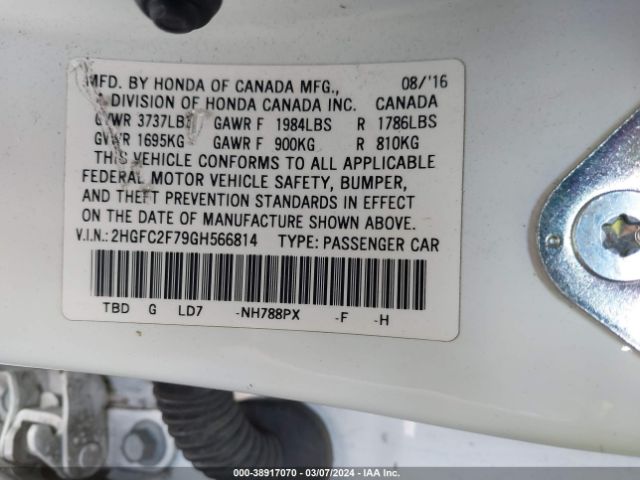 MFD. BY HONDA OF CANADA MFG., 08/'16
A DIVISION OF HONDA CANADA INC. CANADA
GVWR 3737LBS GAWR F 1984LBS R 1786LBS
GVWR 1695KG GAWR F 900KG R 810KG
THIS VEHICLE CONFORMS TO ALL APPLICABLE
FEDERAL MOTOR VEHICLE SAFETY, BUMPER,
AND THEFT PREVENTION STANDARDS IN EFFECT
ON THE DATE OF MANUFACTURE SHOWN ABOVE.
V.I.N.: 2HGFC2F79GH566814 TYPE: PASSENGER CAR
TBD G LD7 -NH788PX -F -H
000-38917070 - 03/07/2024 - IAA Inc.